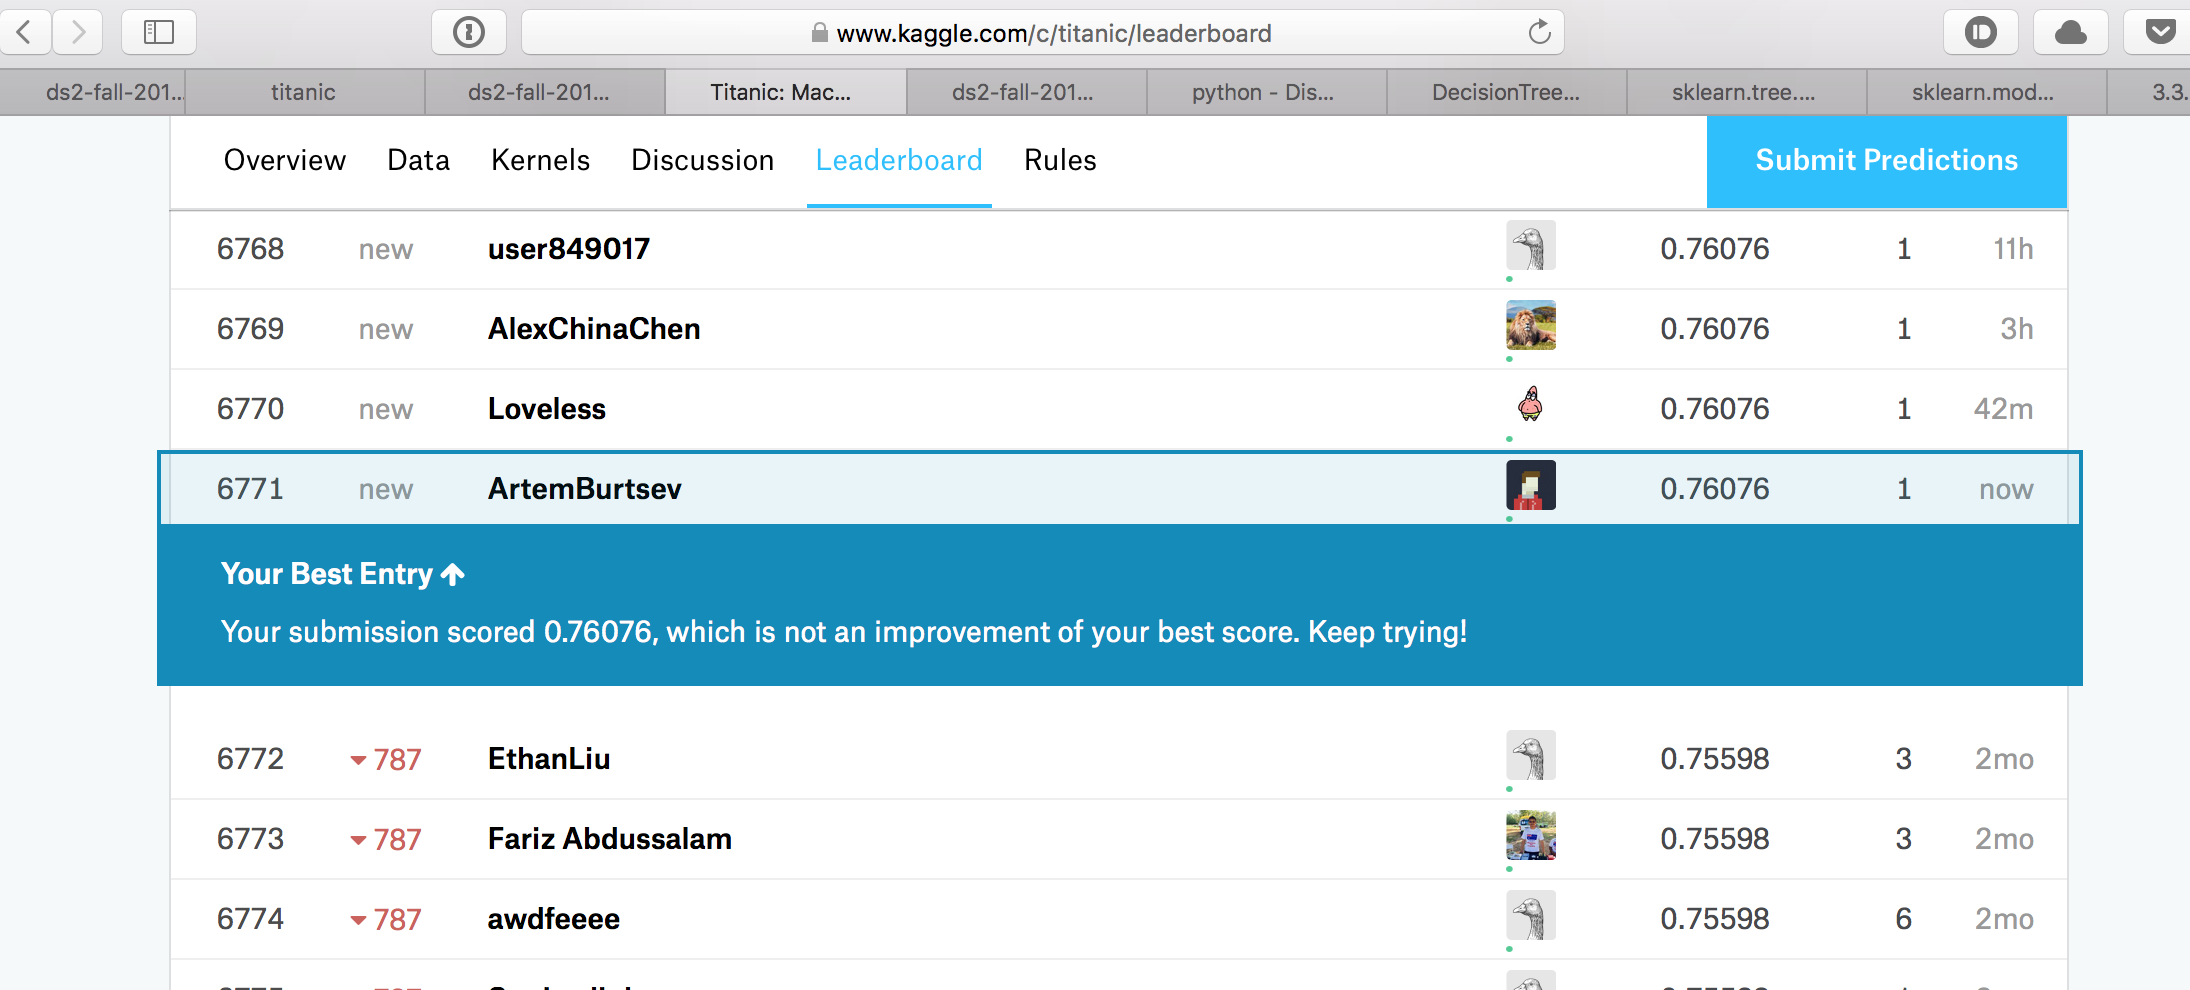 www.kaggle.com/c/titanic/leaderboard
ds2-fall-201... titanic ds2-fall-201... Titanic: Mac... ds2-fall-201... python - Dis... DecisionTree... sklearn.tree.... sklearn.mod... 3.3.
Overview Data Kernels Discussion Leaderboard Rules Submit Predictions
6768 new user849017 0.76076 1 11h
6769 new AlexChinaChen 0.76076 1 3h
6770 new Loveless 0.76076 1 42m
6771 new ArtemBurtsev 0.76076 1 now
Your Best Entry
Your submission scored 0.76076, which is not an improvement of your best score. Keep trying!
6772 787 EthanLiu 0.75598 3 2mo
6773 787 Fariz Abdussalam 0.75598 3 2mo
6774 787 awdfeeee 0.75598 6 2mo